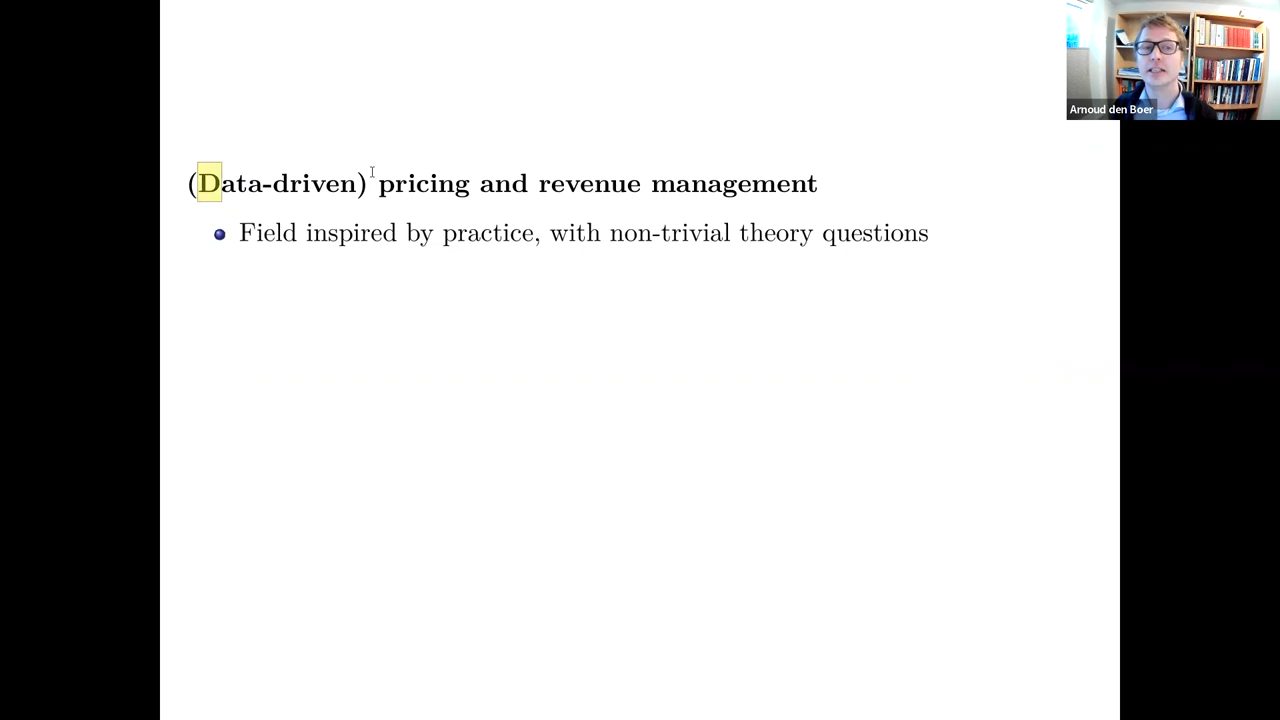 Arnoud den Boer
(Data-driven) pricing and revenue management
Field inspired by practice, with non-trivial theory questions